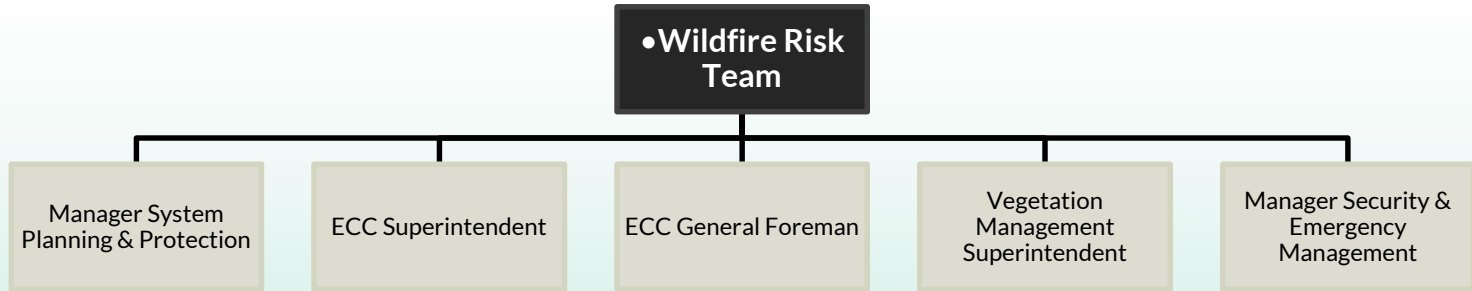 •Wildfire Risk
Team
Manager System
Planning & Protection
ECC Superintendent
ECC General Foreman
Vegetation
Management
Superintendent
Manager Security &
Emergency
Management